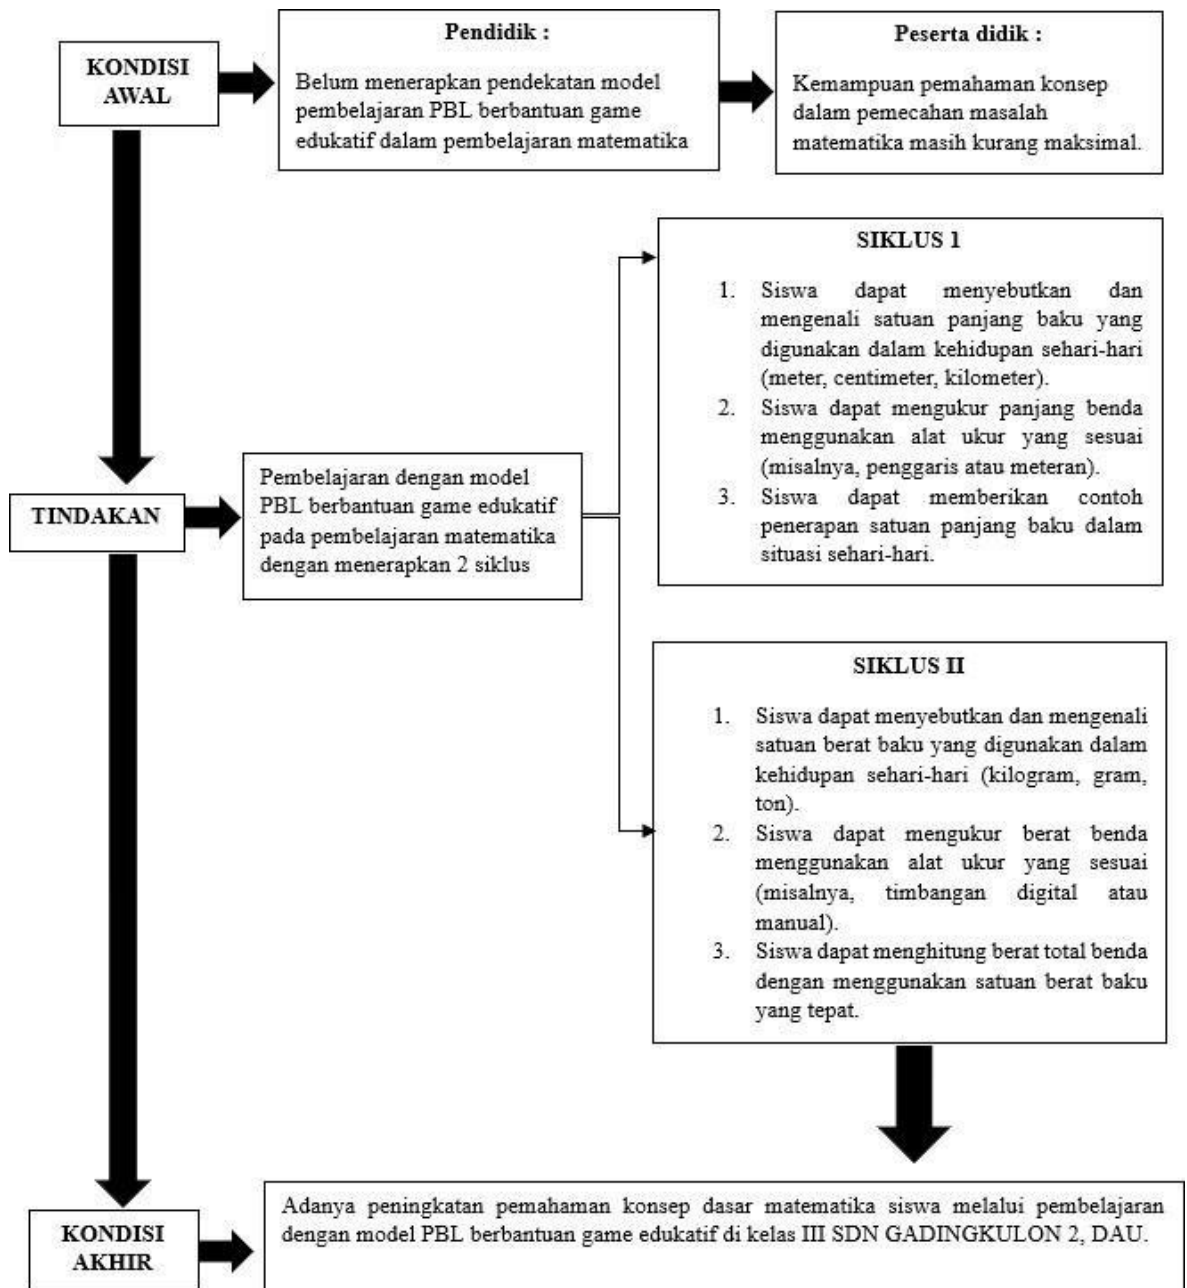 KONDISI
AWAL
Pendidik :
Belum menerapkan pendekatan model
pembelajaran PBL berbantuan game
edukatif dalam pembelajaran matematika
Peserta didik :
Kemampuan pemahaman konsep
dalam pemecahan masalah
matematika masih kurang maksimal.
TINDAKAN
Pembelajaran dengan model
PBL berbantuan game edukatif
pada pembelajaran matematika
dengan menerapkan 2 siklus
SIKLUS 1
1. Siswa dapat menyebutkan dan
mengenali satuan panjang baku yang
digunakan dalam kehidupan sehari-hari
(meter, centimeter, kilometer).
2. Siswa dapat mengukur panjang benda
menggunakan alat ukur yang sesuai
(misalnya, penggaris atau meteran).
3. Siswa dapat memberikan contoh
penerapan satuan panjang baku dalam
situasi sehari-hari.
SIKLUS II
1. Siswa dapat menyebutkan dan mengenali
satuan berat baku yang digunakan dalam
kehidupan sehari-hari (kilogram, gram,
ton).
2. Siswa dapat mengukur berat benda
menggunakan alat ukur yang sesuai
(misalnya, timbangan digital atau
manual).
3. Siswa dapat menghitung berat total benda
dengan menggunakan satuan berat baku
yang tepat.
KONDISI
AKHIR
Adanya peningkatan pemahaman konsep dasar matematika siswa melalui pembelajaran
dengan model PBL berbantuan game edukatif di kelas III SDN GADINGKULON 2, DAU.